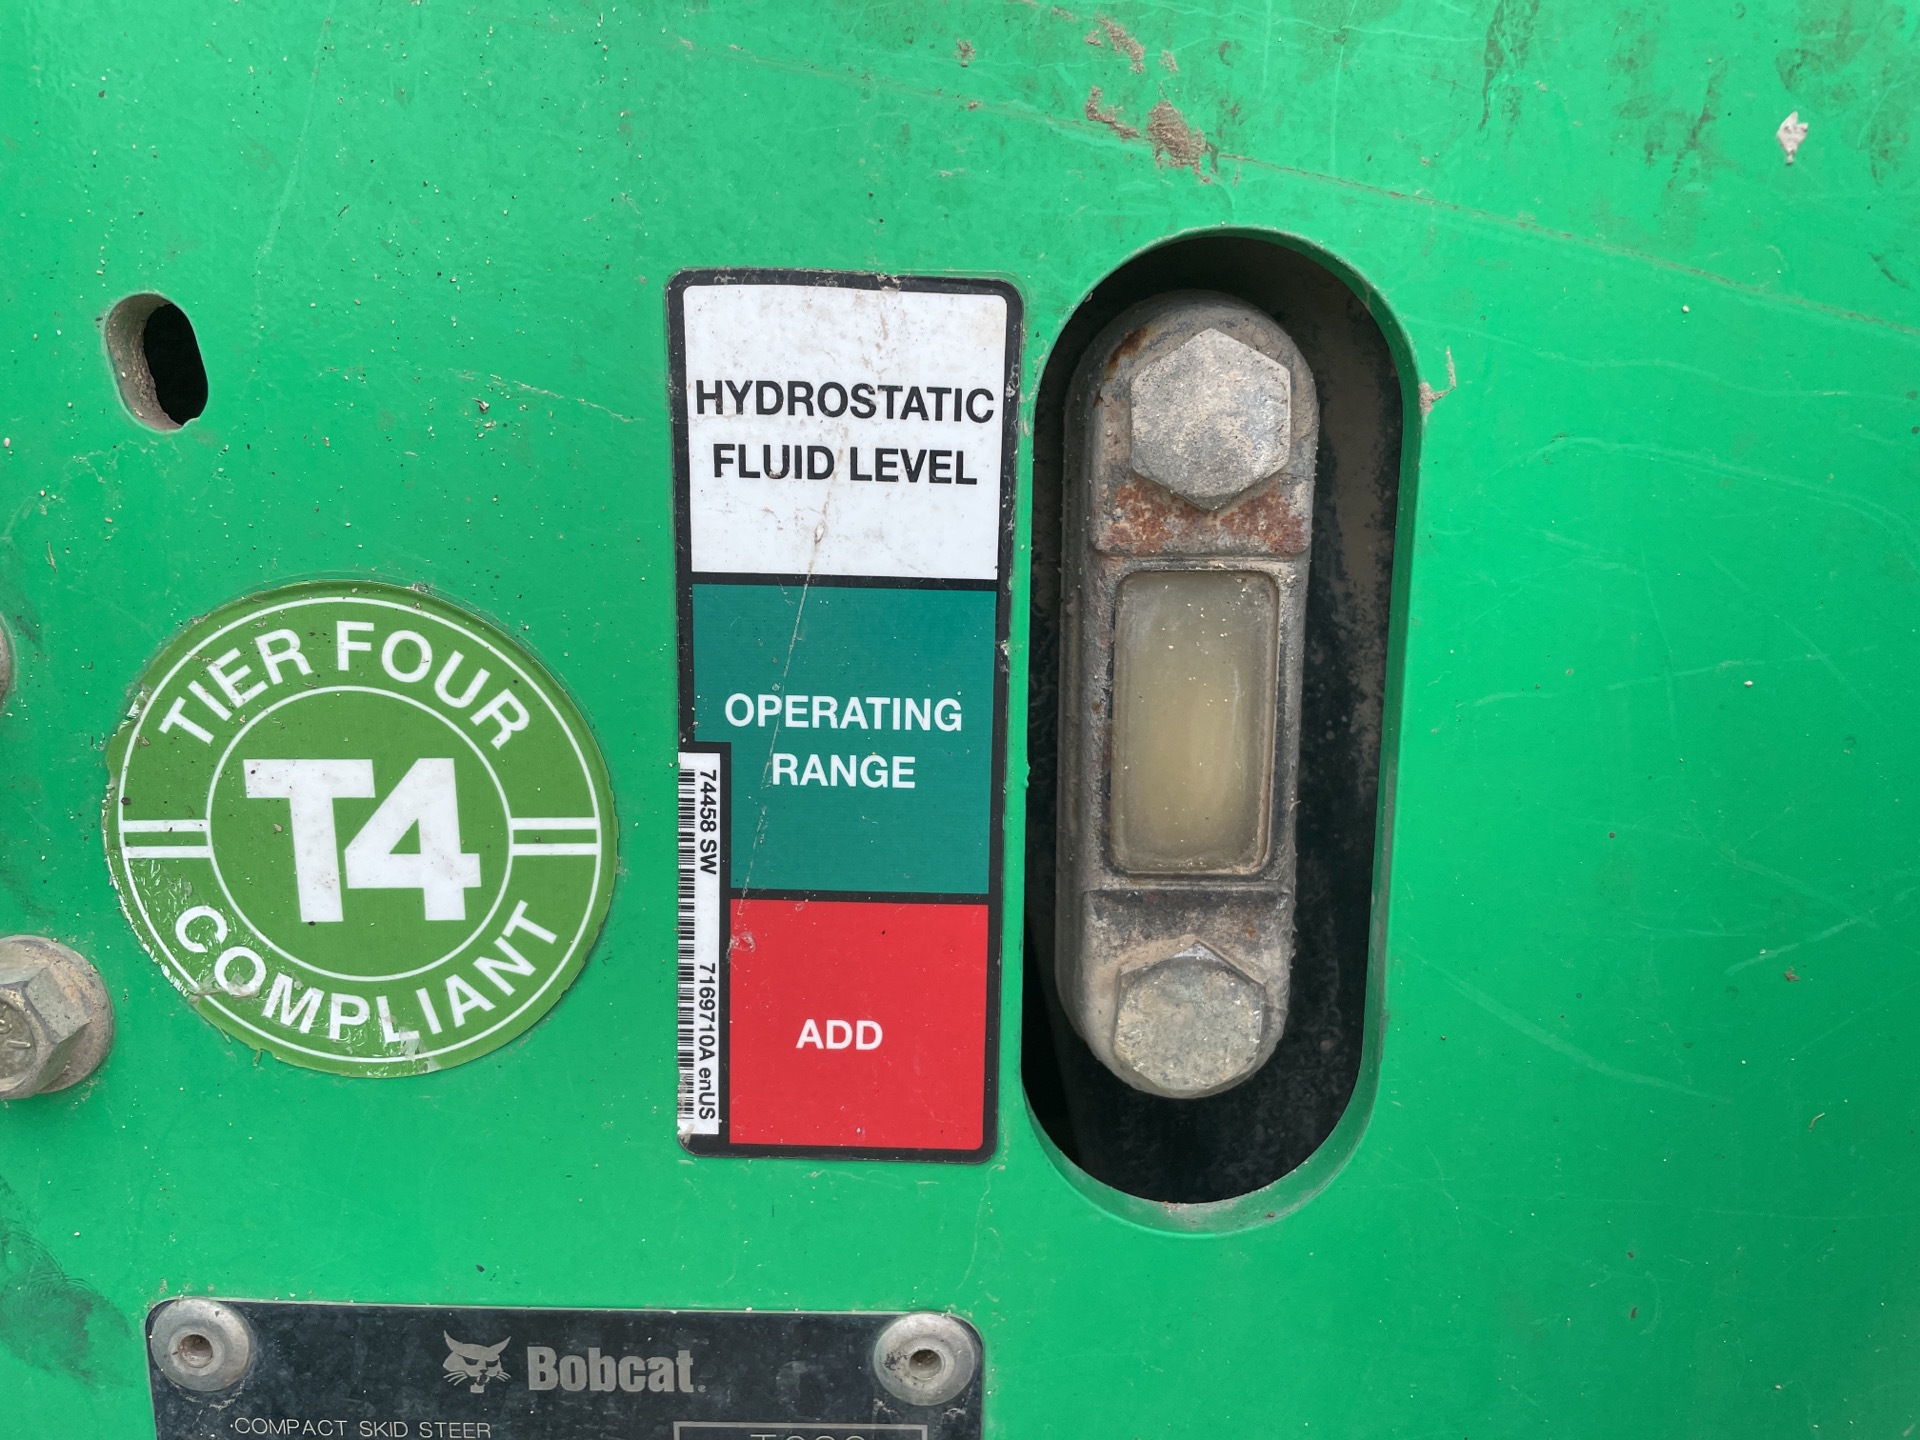 HYDROSTATIC
FLUID LEVEL
OPERATING
RANGE
ADD
74458 SW
7169710A enUS
TIER FOUR
T4
COMPLIANT
Bobcat
COMPACT SKID STEER